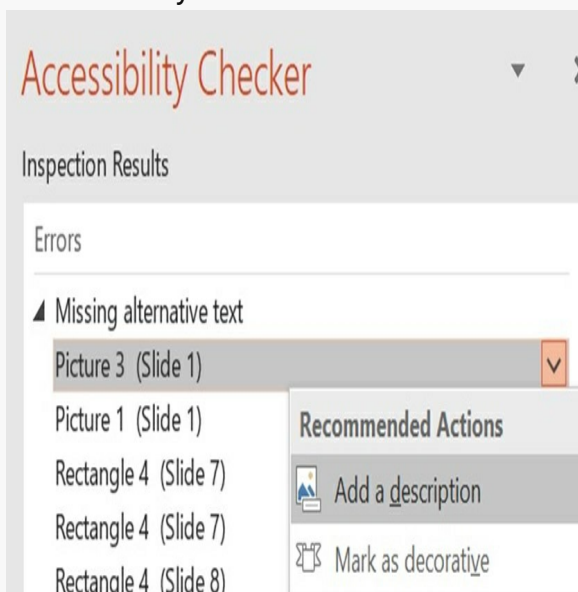 Accessibility Checker
Inspection Results
Errors
Missing alternative text
Picture 3 (Slide 1)
Picture 1 (Slide 1)
Recommended Actions
Rectangle 4 (Slide 7)
Add a description
Rectangle 4 (Slide 7)
Mark as decorative
Rectangle 4 (Slide 8)